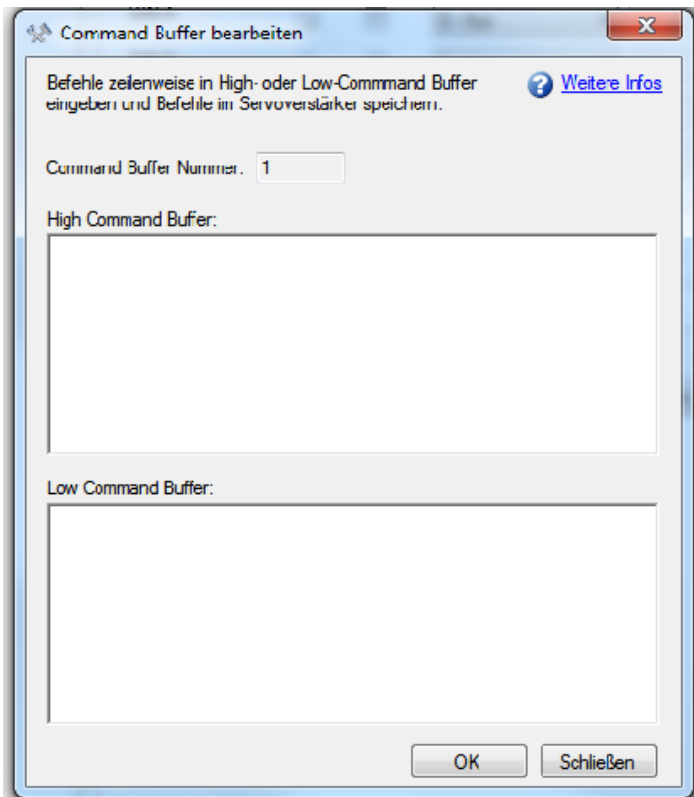 Command Buffer bearbeiten
Befehle zeilenweise in High- oder Low-Commmand Buffer
eingeben und Befehle im Servoverstärker speichern.
Weitere Infos
Command Buffer Nummer: 1
High Command Buffer:
Low Command Buffer:
OK
Schließen